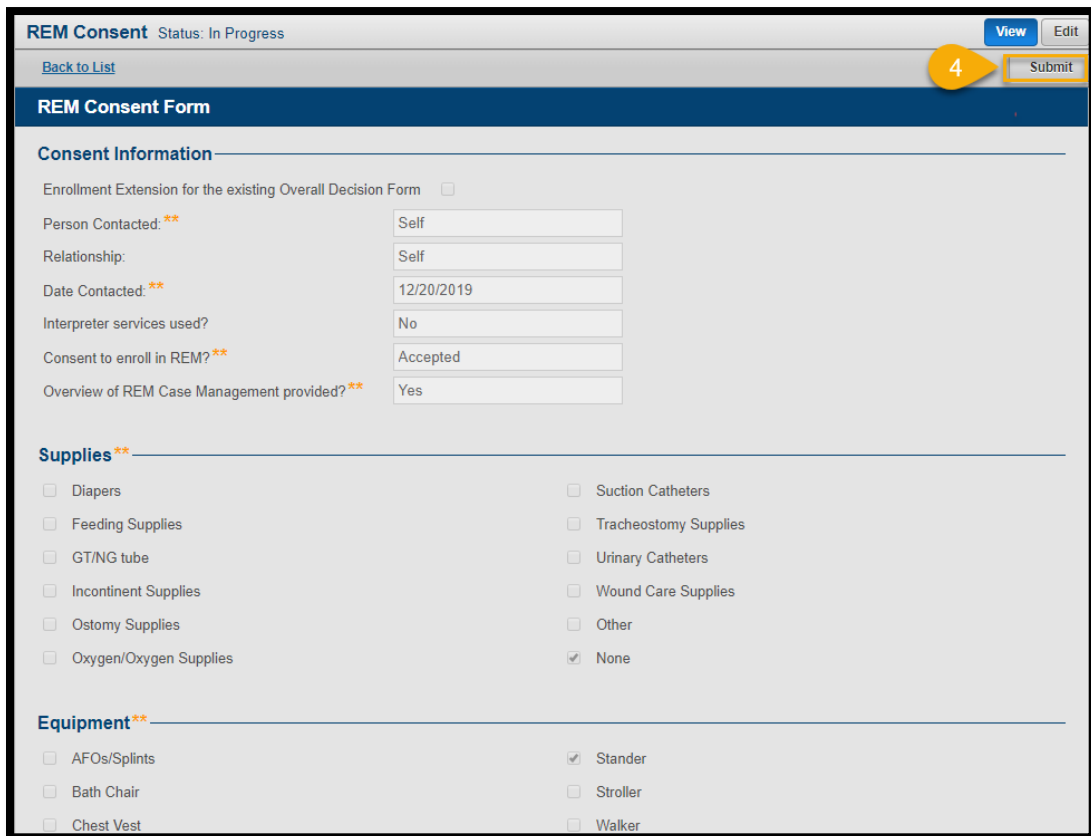 REM Consent Status: In Progress View Edit
Back to List 4 Submit
REM Consent Form
Consent Information
Enrollment Extension for the existing Overall Decision Form
Person Contacted:** Self
Relationship: Self
Date Contacted:** 12/20/2019
Interpreter services used? No
Consent to enroll in REM?** Accepted
Overview of REM Case Management provided?** Yes
Supplies**
Diapers Suction Catheters
Feeding Supplies Tracheostomy Supplies
GT/NG tube Urinary Catheters
Incontinent Supplies Wound Care Supplies
Ostomy Supplies Other
Oxygen/Oxygen Supplies None
Equipment**
AFOs/Splints Stander
Bath Chair Stroller
Chest Vest Walker